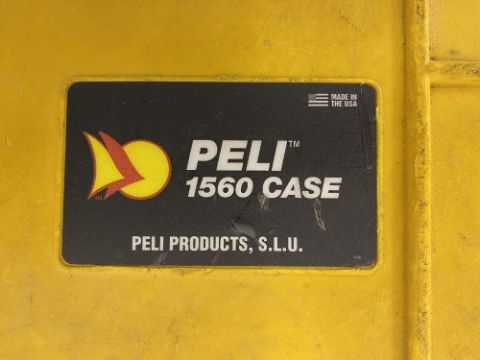 MADE IN
THE USA
PELI™
1560 CASE
PELI PRODUCTS, S.L.U.